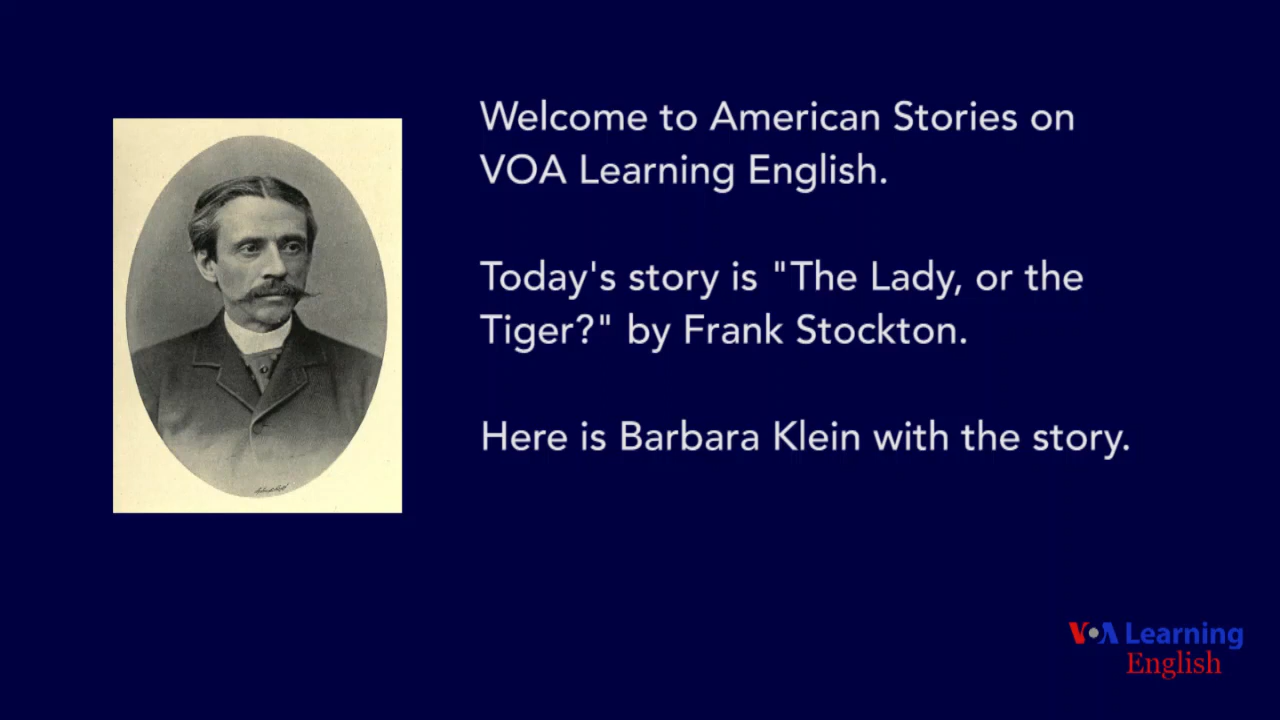 Welcome to American Stories on
VOA Learning English.
Today's story is "The Lady, or the
Tiger?" by Frank Stockton.
Here is Barbara Klein with the story.
VOA Learning
English